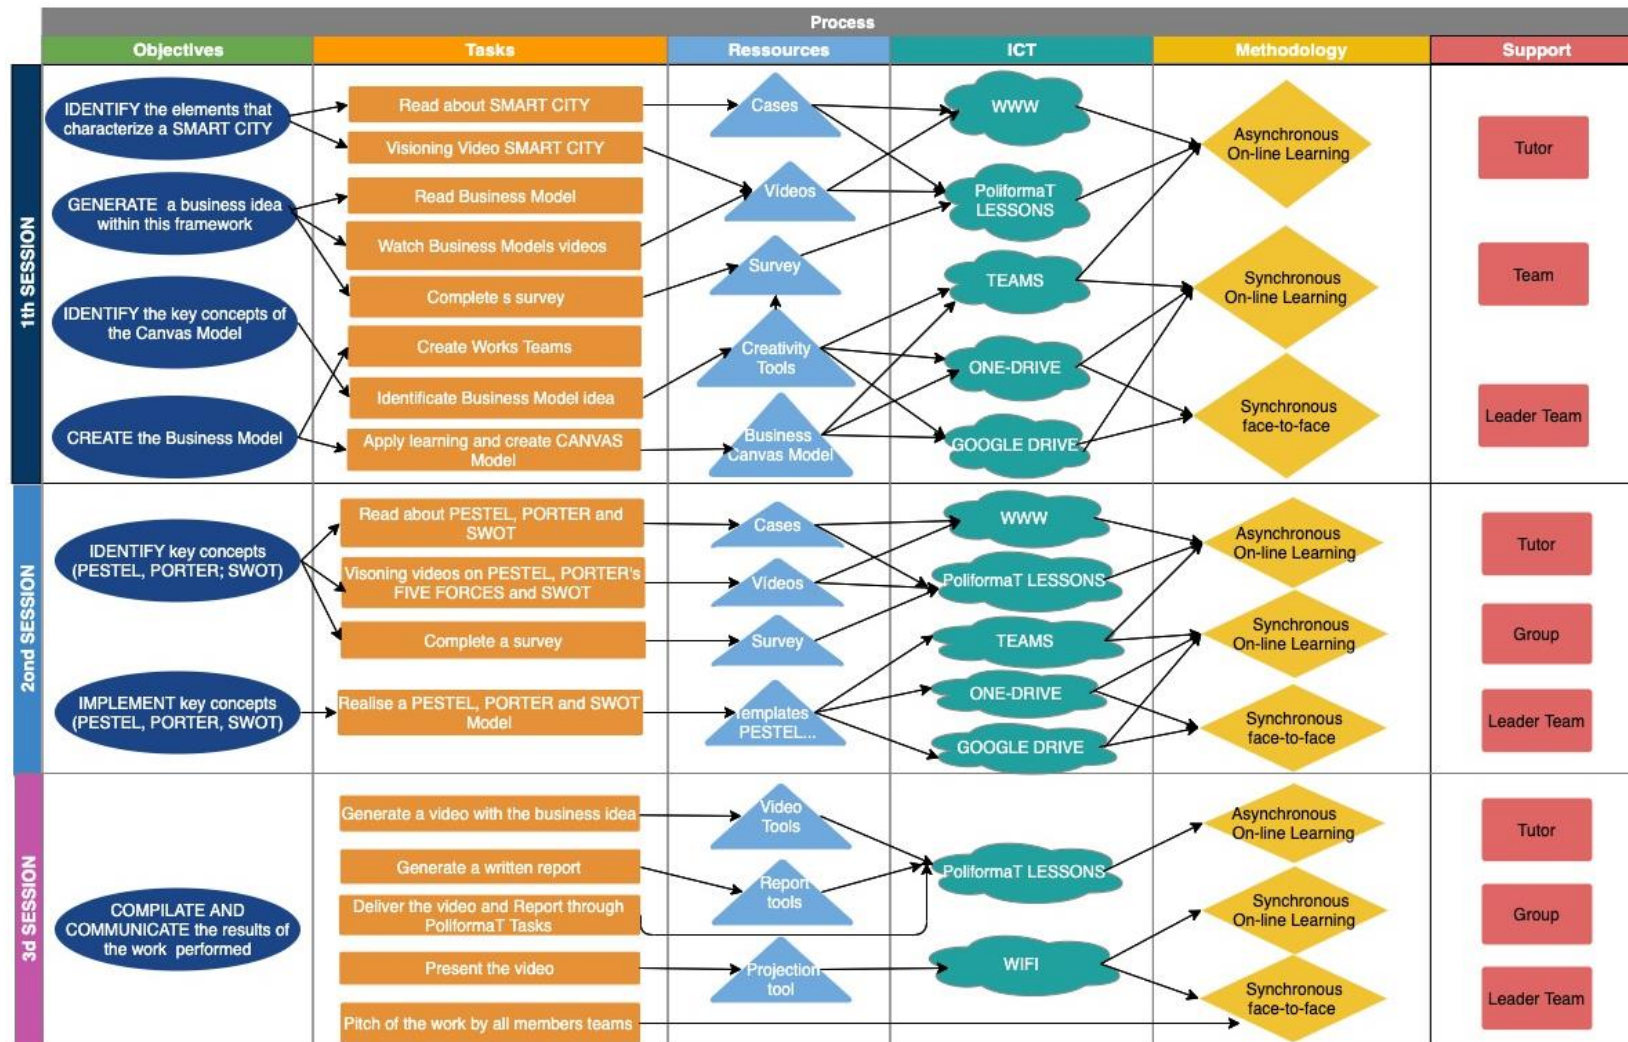 Process
Objectives
Tasks
Ressources
ICT
Methodology
Support
1th SESSION
IDENTIFY the elements that
characterize a SMART CITY
GENERATE a business idea
within this framework
IDENTIFY the key concepts of
the Canvas Model
CREATE the Business Model
Read about SMART CITY
Visioning Video SMART CITY
Read Business Model
Watch Business Models videos
Complete s survey
Create Works Teams
Identificate Business Model idea
Apply learning and create CANVAS
Model
Cases
Vídeos
Survey
Creativity
Tools
Business
Canvas Model
WWW
PoliformaT
LESSONS
TEAMS
ONE-DRIVE
GOOGLE DRIVE
Asynchronous
On-line Learning
Synchronous
On-line Learning
Synchronous
face-to-face
Tutor
Team
Leader Team
2ond SESSION
IDENTIFY key concepts
(PESTEL, PORTER; SWOT)
IMPLEMENT key concepts
(PESTEL, PORTER, SWOT)
Read about PESTEL, PORTER and
SWOT
Visoning videos on PESTEL, PORTER's
FIVE FORCES and SWOT
Complete a survey
Realise a PESTEL, PORTER and SWOT
Model
Cases
Vídeos
Survey
Templates
PESTEL...
WWW
PoliformaT LESSONS
TEAMS
ONE-DRIVE
GOOGLE DRIVE
Asynchronous
On-line Learning
Synchronous
On-line Learning
Synchronous
face-to-face
Tutor
Group
Leader Team
3d SESSION
COMPILATE AND
COMMUNICATE the results of
the work performed
Generate a video with the business idea
Generate a written report
Deliver the video and Report through
PoliformaT Tasks
Present the video
Pitch of the work by all members teams
Video
Tools
Report
tools
Projection
tool
PoliformaT LESSONS
WIFI
Asynchronous
On-line Learning
Synchronous
On-line Learning
Synchronous
face-to-face
Tutor
Group
Leader Team